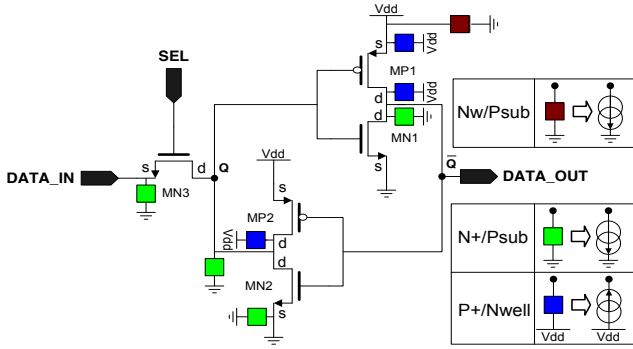 Vdd
SEL
s
Vdd
MP1
d
Vdd
Nw/Psub
d
MN1
s
d
Q
Vdd
s
Q̅
DATA_IN
DATA_OUT
MN3
s
MP2
Vdd
d
N+/Psub
d
MN2
s
P+/Nwell
Vdd
Vdd